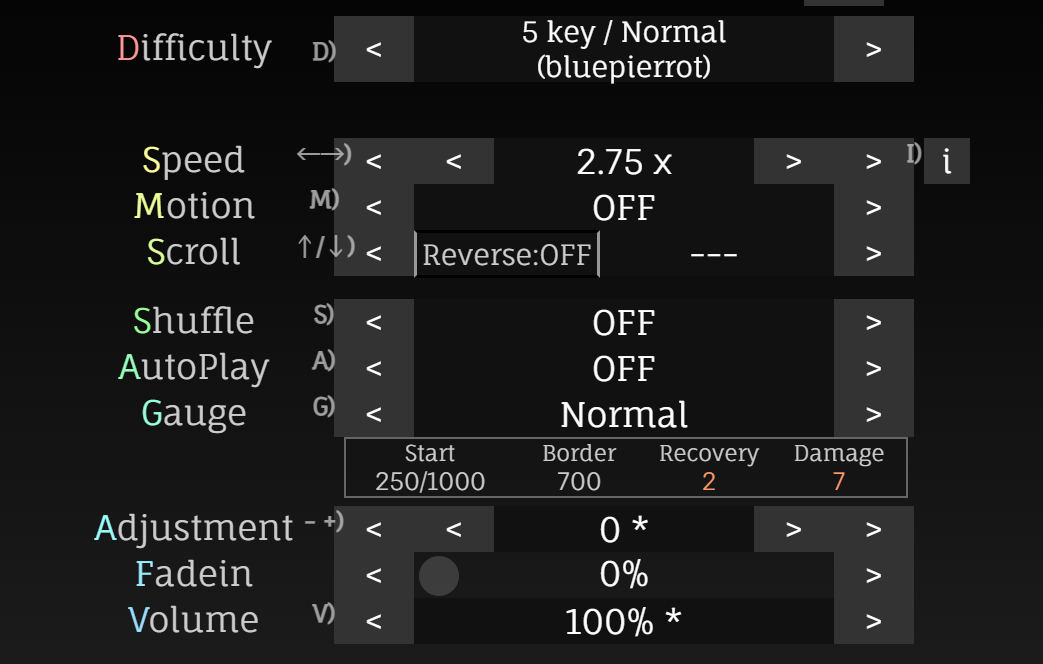 Difficulty D) < 5 key / Normal >
(bluepierrot)
Speed ←→) < < 2.75 x > > I) i
Motion M) < OFF >
Scroll ↑/↓) < Reverse:OFF --- >
Shuffle S) < OFF >
AutoPlay A) < OFF >
Gauge G) < Normal >
Start Border Recovery Damage
250/1000 700 2 7
Adjustment - +) < < 0 * > >
Fadein < 0% >
Volume V) < 100% * >